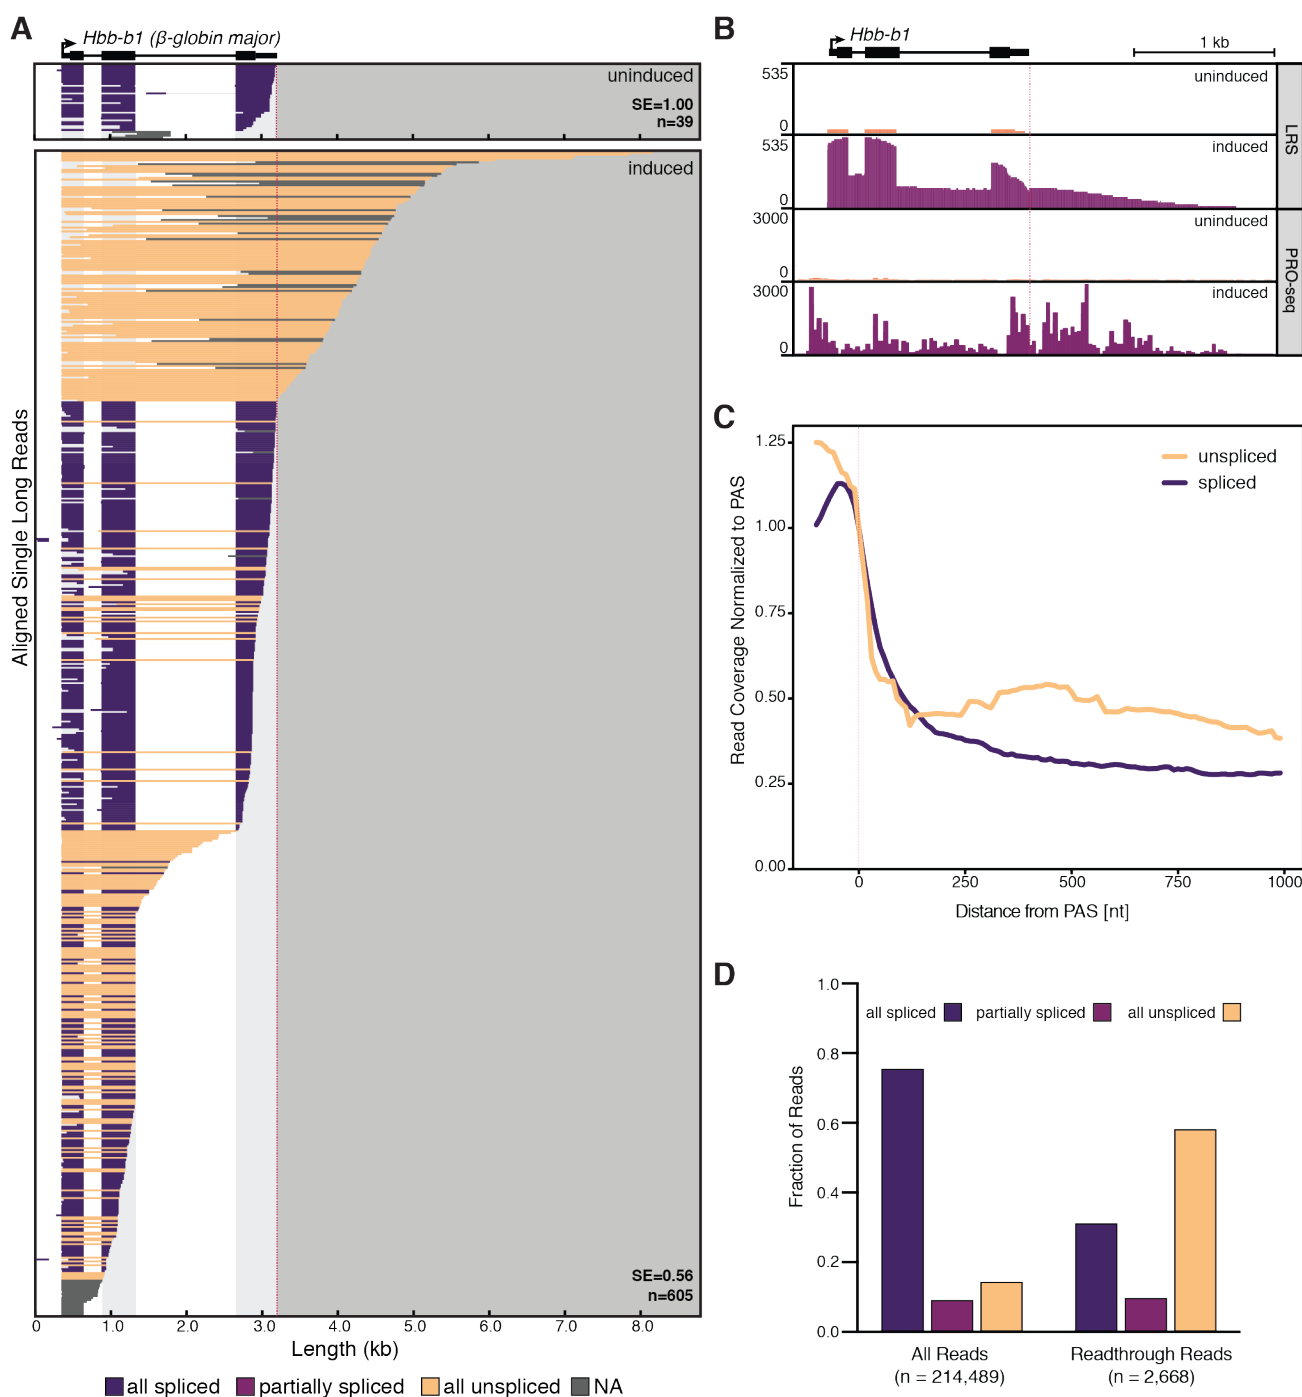 A
Hbb-b1 (β-globin major)
uninduced
SE=1.00
n=39
induced
Aligned Single Long Reads
SE=0.56
n=605
0 1.0 2.0 3.0 4.0 5.0 6.0 7.0 8.0
Length (kb)
all spliced partially spliced all unspliced NA
B
Hbb-b1
1 kb
535
0
uninduced
535
0
induced
LRS
3000
0
uninduced
3000
0
induced
PRO-seq
C
Read Coverage Normalized to PAS
1.25
1.00
0.75
0.50
0.25
0.00
unspliced
spliced
0 250 500 750 1000
Distance from PAS [nt]
D
Fraction of Reads
1.0
0.8
0.6
0.4
0.2
0.0
all spliced partially spliced all unspliced
All Reads
(n = 214,489)
Readthrough Reads
(n = 2,668)